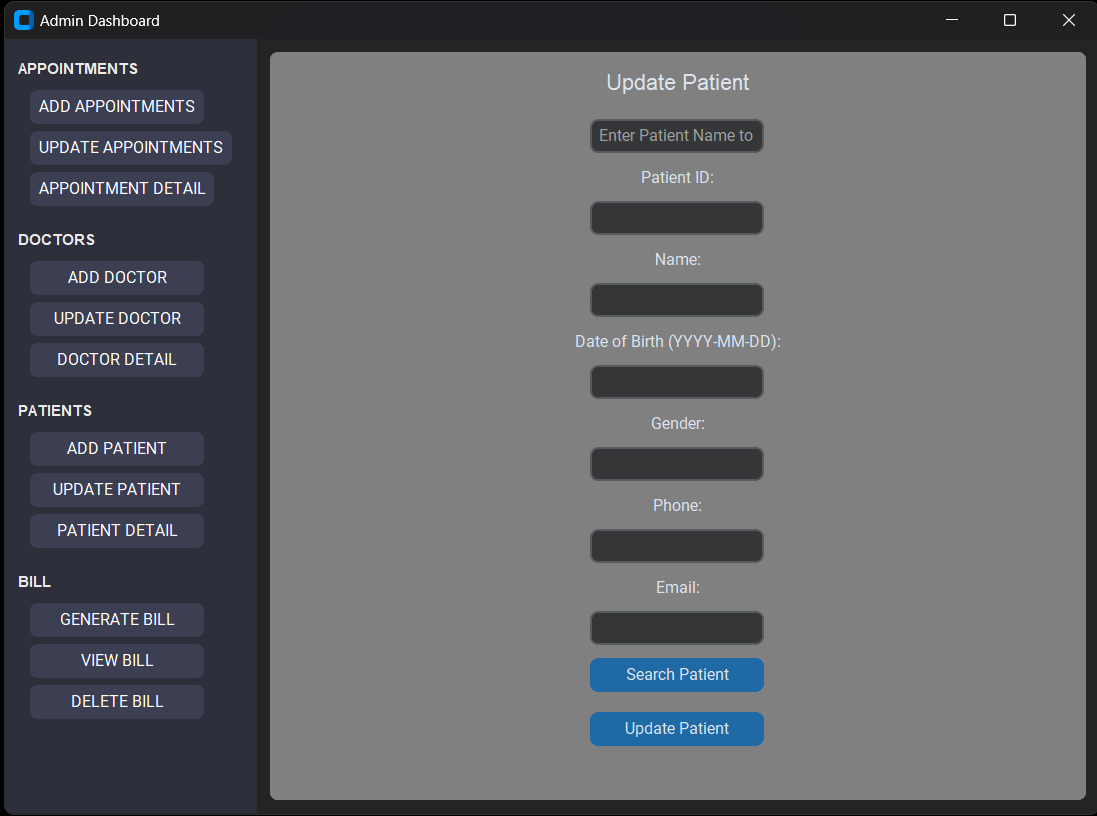 Admin Dashboard
APPOINTMENTS
ADD APPOINTMENTS
UPDATE APPOINTMENTS
APPOINTMENT DETAIL
DOCTORS
ADD DOCTOR
UPDATE DOCTOR
DOCTOR DETAIL
PATIENTS
ADD PATIENT
UPDATE PATIENT
PATIENT DETAIL
BILL
GENERATE BILL
VIEW BILL
DELETE BILL
Update Patient
Enter Patient Name to
Patient ID:
Name:
Date of Birth (YYYY-MM-DD):
Gender:
Phone:
Email:
Search Patient
Update Patient